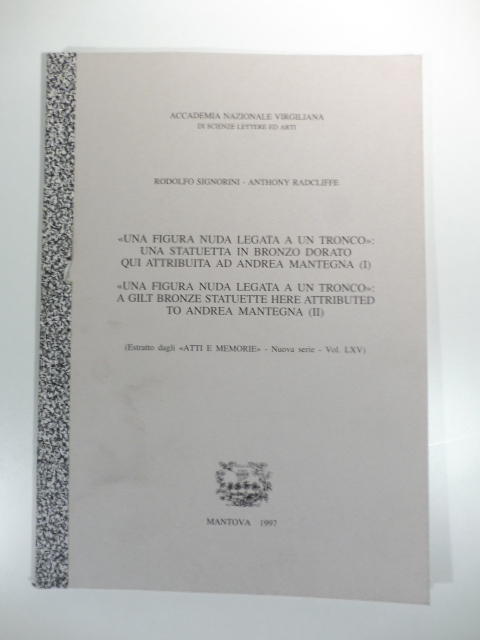 ACCADEMIA NAZIONALE VIRGILIANA
DI SCIENZE LETTERE ED ARTI
RODOLFO SIGNORINI - ANTHONY RADCLIFFE
«UNA FIGURA NUDA LEGATA A UN TRONCO»:
UNA STATUETTA IN BRONZO DORATO
QUI ATTRIBUITA AD ANDREA MANTEGNA (I)
«UNA FIGURA NUDA LEGATA A UN TRONCO»:
A GILT BRONZE STATUETTE HERE ATTRIBUTED
TO ANDREA MANTEGNA (II)
(Estratto dagli «ATTI E MEMORIE» - Nuova serie - Vol. LXV)
MANTOVA 1997